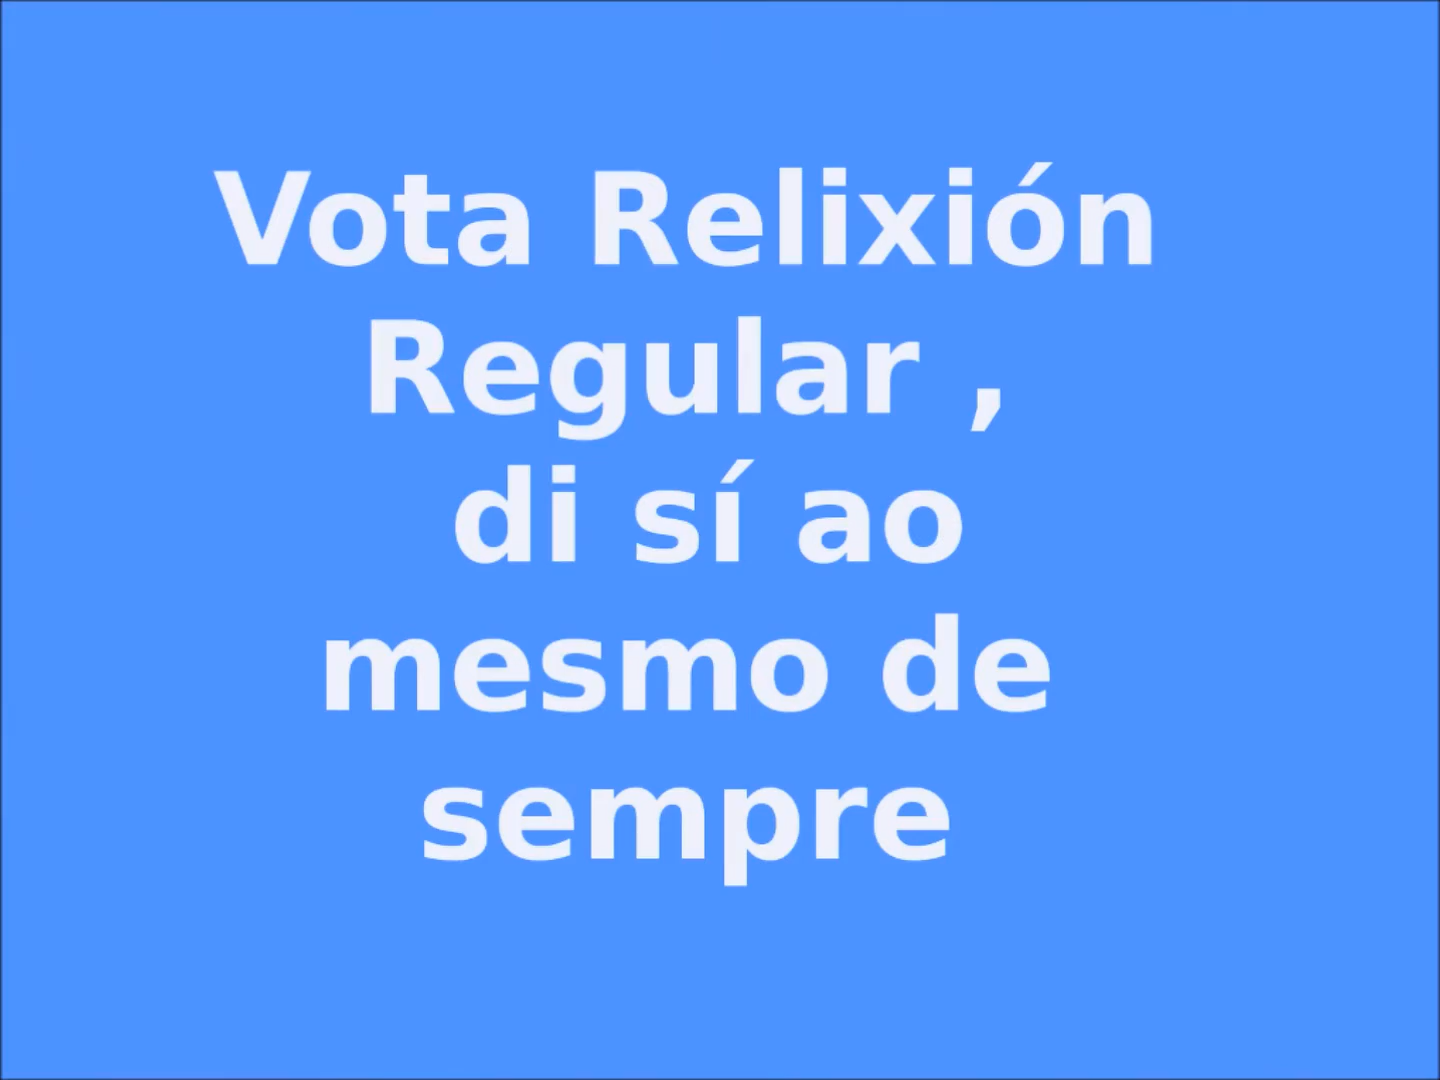 Vota Relixión
Regular ,
di sí ao
mesmo de
sempre